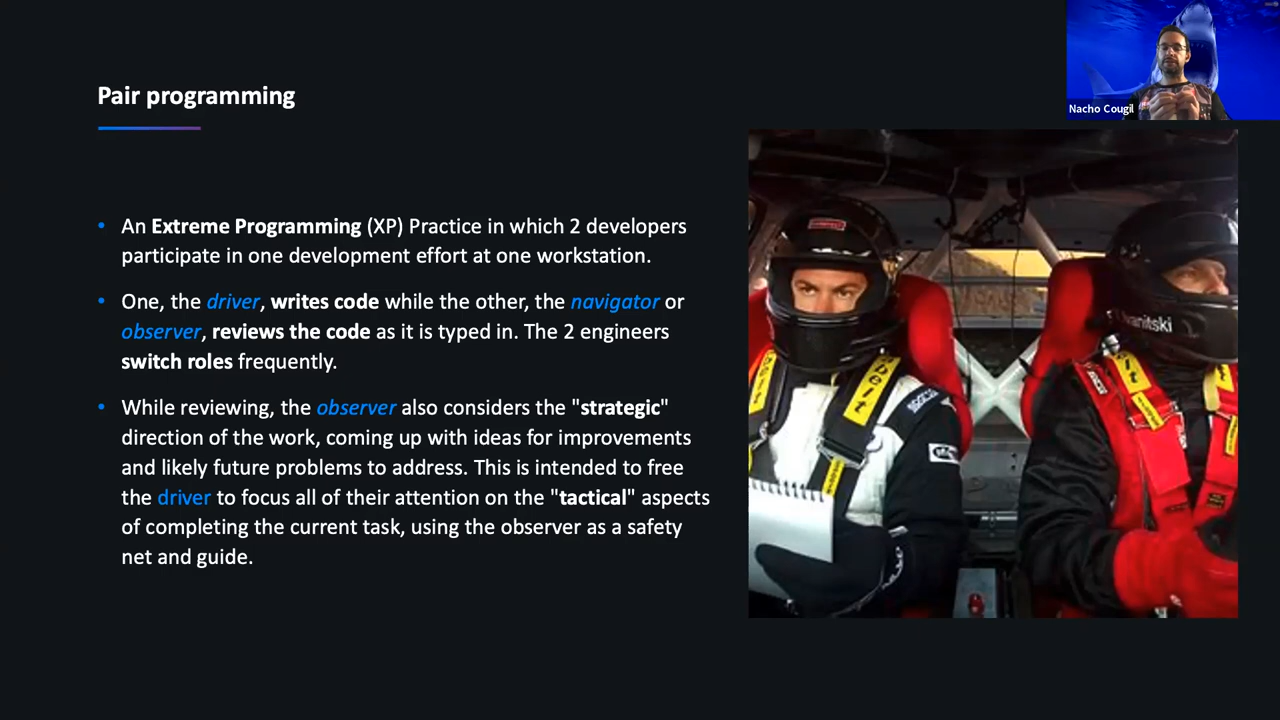 Nacho Cougil
Pair programming
• An Extreme Programming (XP) Practice in which 2 developers
participate in one development effort at one workstation.
• One, the driver, writes code while the other, the navigator or
observer, reviews the code as it is typed in. The 2 engineers
switch roles frequently.
• While reviewing, the observer also considers the "strategic"
direction of the work, coming up with ideas for improvements
and likely future problems to address. This is intended to free
the driver to focus all of their attention on the "tactical" aspects
of completing the current task, using the observer as a safety
net and guide.